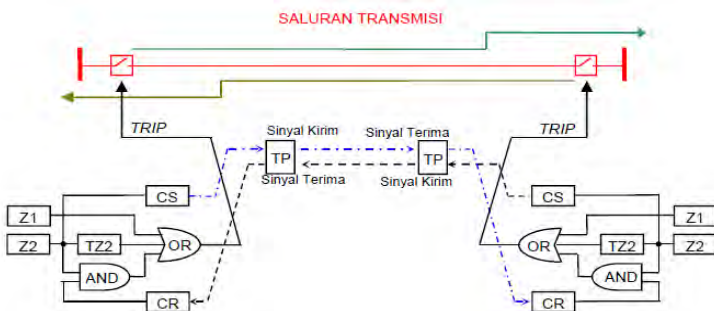 SALURAN TRANSMISI
TRIP
TRIP
Sinyal Kirim
Sinyal Terima
TP
TP
Sinyal Terima
Sinyal Kirim
CS
CS
Z1
Z1
Z2
TZ2
OR
OR
TZ2
Z2
AND
AND
CR
CR